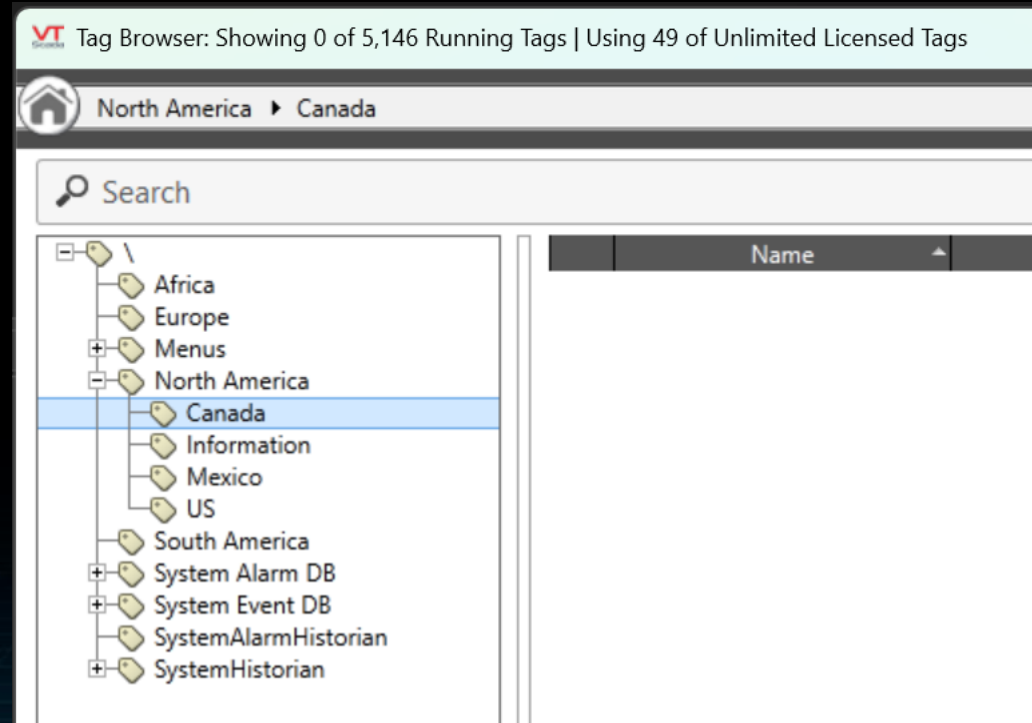 VT Scada Tag Browser: Showing 0 of 5,146 Running Tags | Using 49 of Unlimited Licensed Tags
North America Canada
Search
\
Africa
Europe
Menus
North America
Canada
Information
Mexico
US
South America
System Alarm DB
System Event DB
SystemAlarmHistorian
SystemHistorian
Name